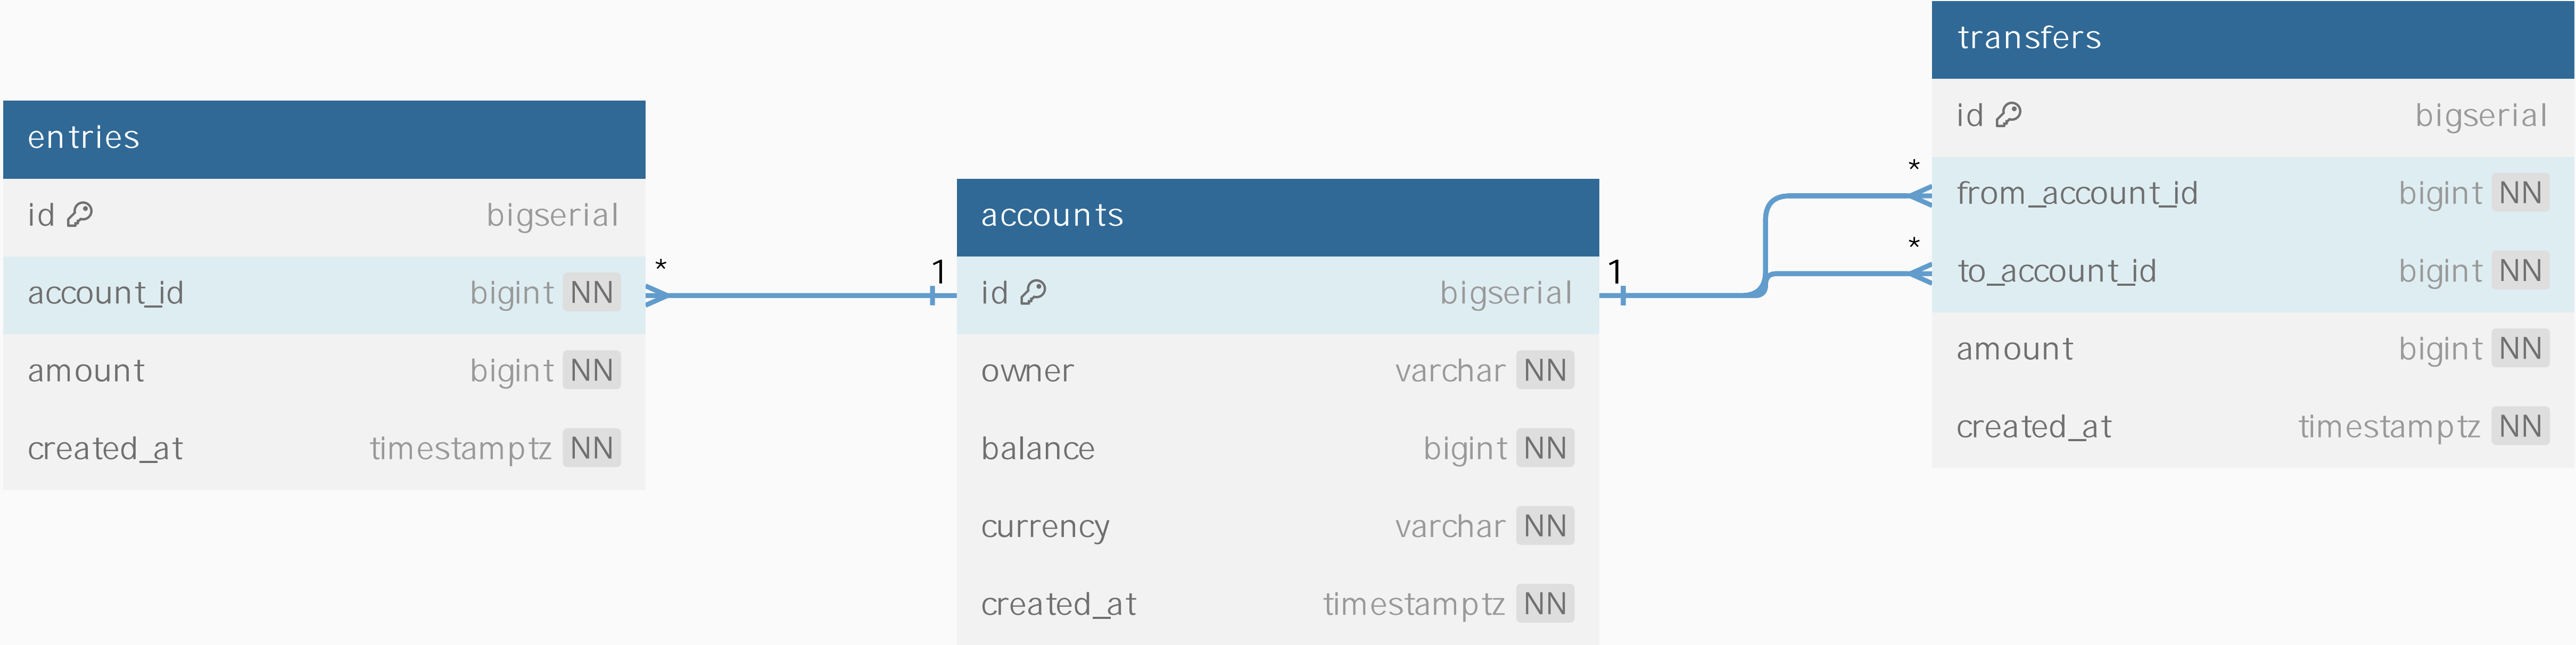 entries
id bigserial
* 1
account_id bigint NN
amount bigint NN
created_at timestamptz NN
accounts
id bigserial
owner varchar NN
balance bigint NN
currency varchar NN
created_at timestamptz NN
1 * *
transfers
id bigserial
from_account_id bigint NN
to_account_id bigint NN
amount bigint NN
created_at timestamptz NN